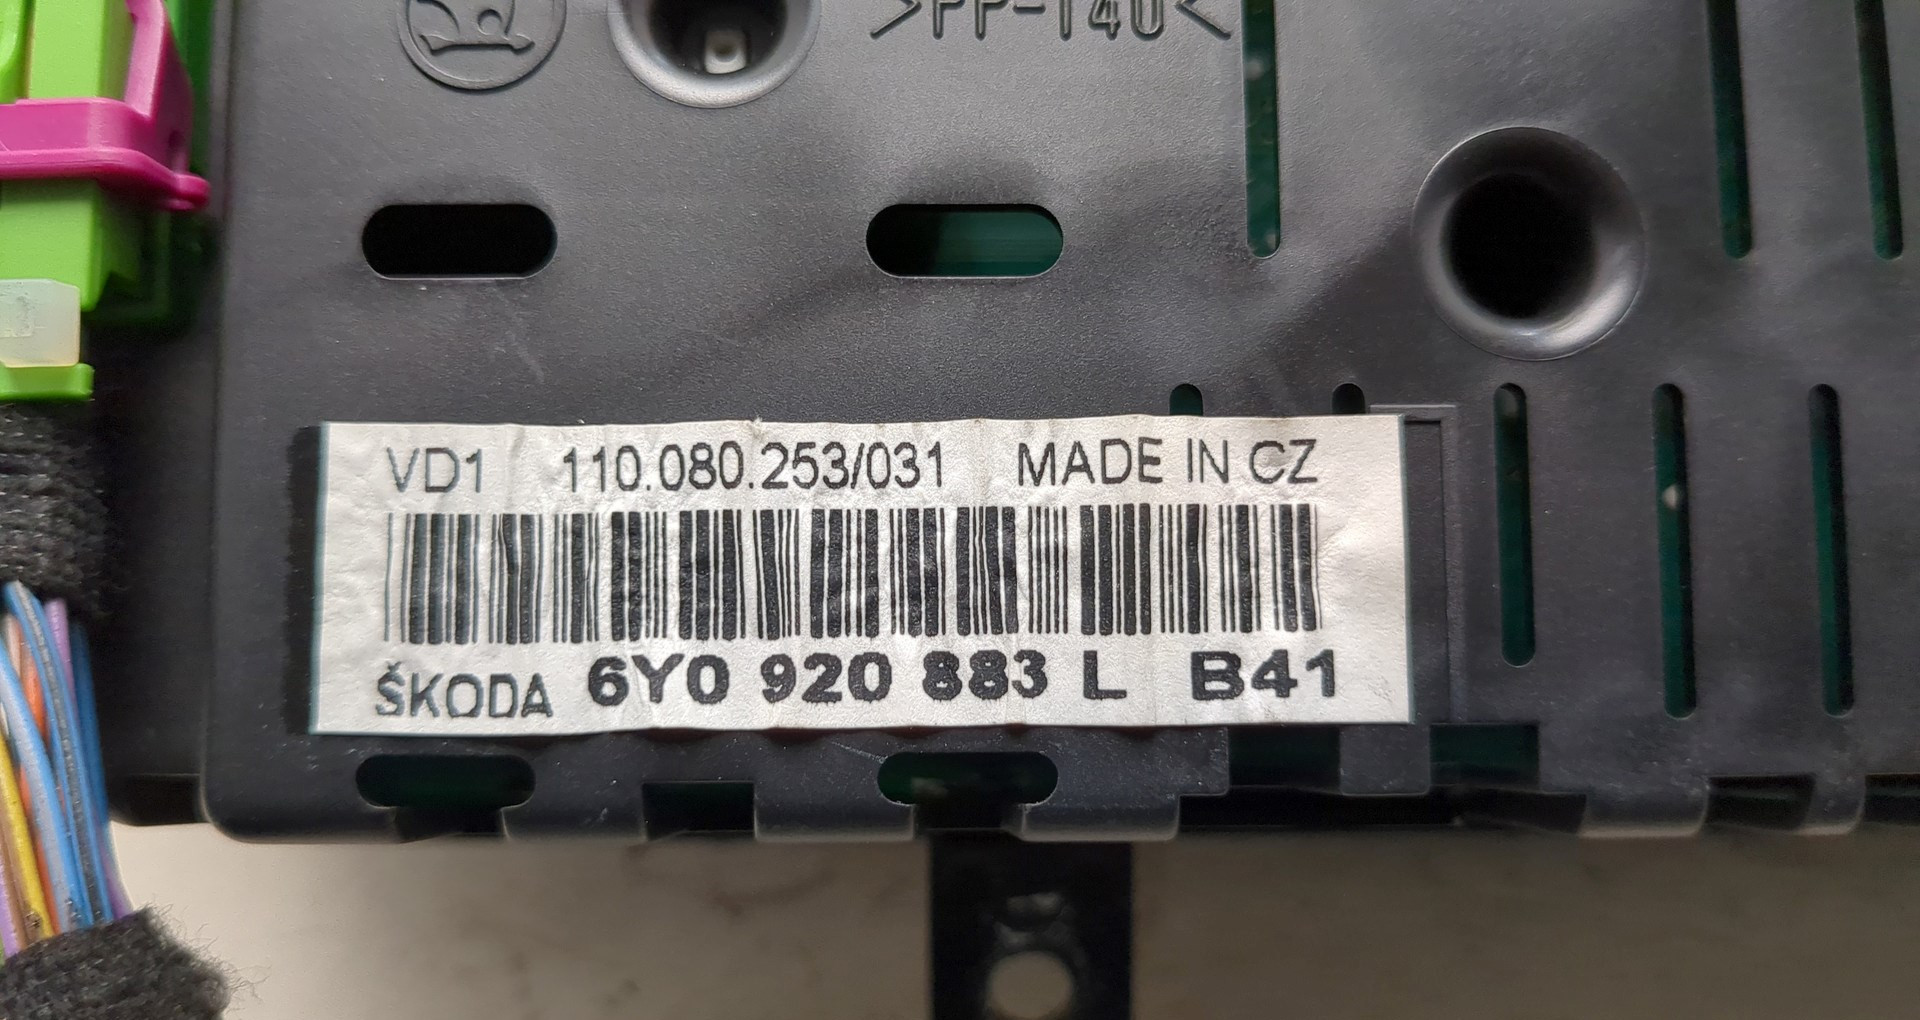 >PP-T40<
VD1 110.080.253/031 MADE IN CZ
ŠKODA 6Y0 920 883 L B41